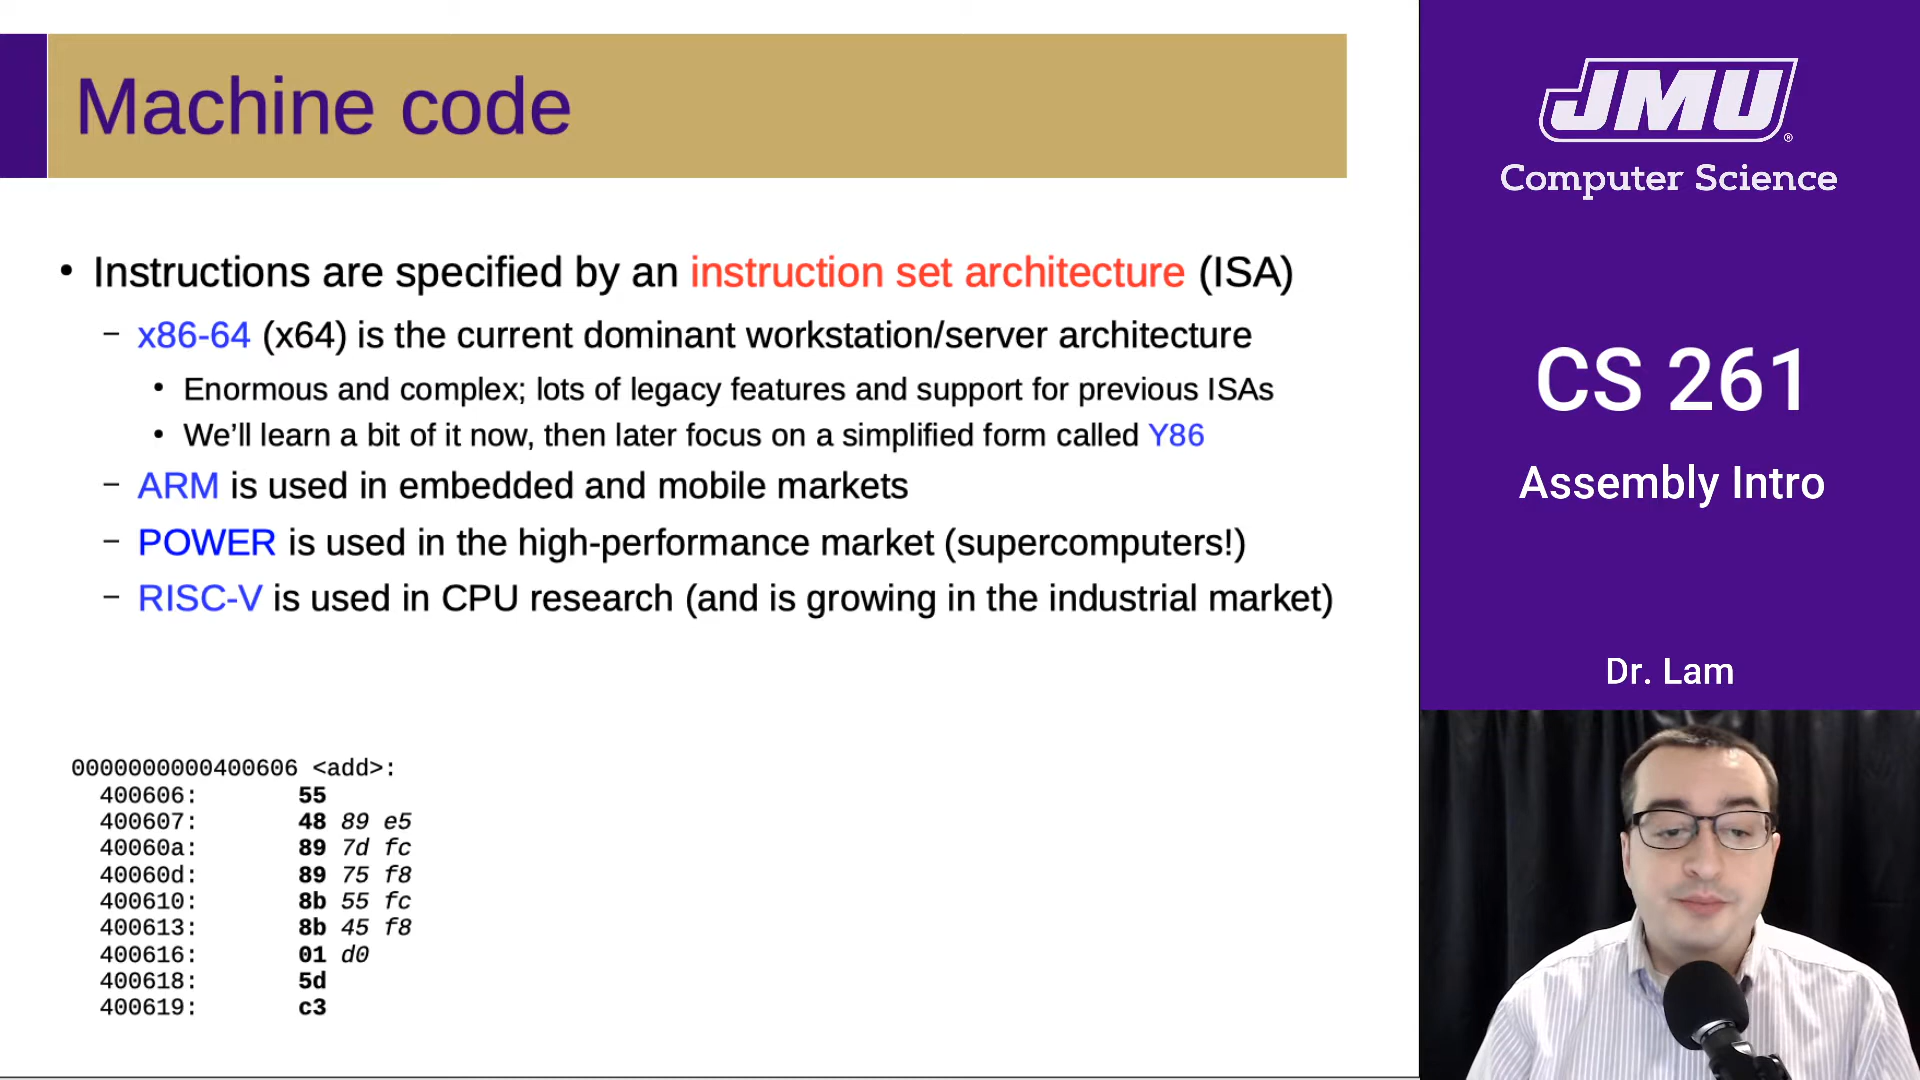 Machine code
• Instructions are specified by an instruction set architecture (ISA)
– x86-64 (x64) is the current dominant workstation/server architecture
• Enormous and complex; lots of legacy features and support for previous ISAs
• We’ll learn a bit of it now, then later focus on a simplified form called Y86
– ARM is used in embedded and mobile markets
– POWER is used in the high-performance market (supercomputers!)
– RISC-V is used in CPU research (and is growing in the industrial market)
0000000000400606 <add>:
400606: 55
400607: 48 89 e5
40060a: 89 7d fc
40060d: 89 75 f8
400610: 8b 55 fc
400613: 8b 45 f8
400616: 01 d0
400618: 5d
400619: c3
JMU®
Computer Science
CS 261
Assembly Intro
Dr. Lam